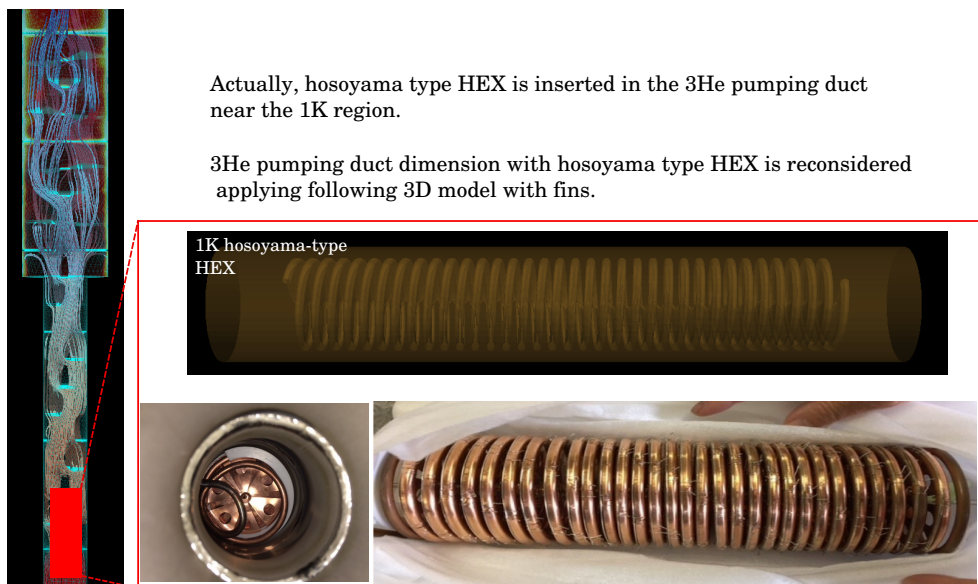 Actually, hosoyama type HEX is inserted in the 3He pumping duct
near the 1K region.
3He pumping duct dimension with hosoyama type HEX is reconsidered
applying following 3D model with fins.
1K hosoyama-type
HEX